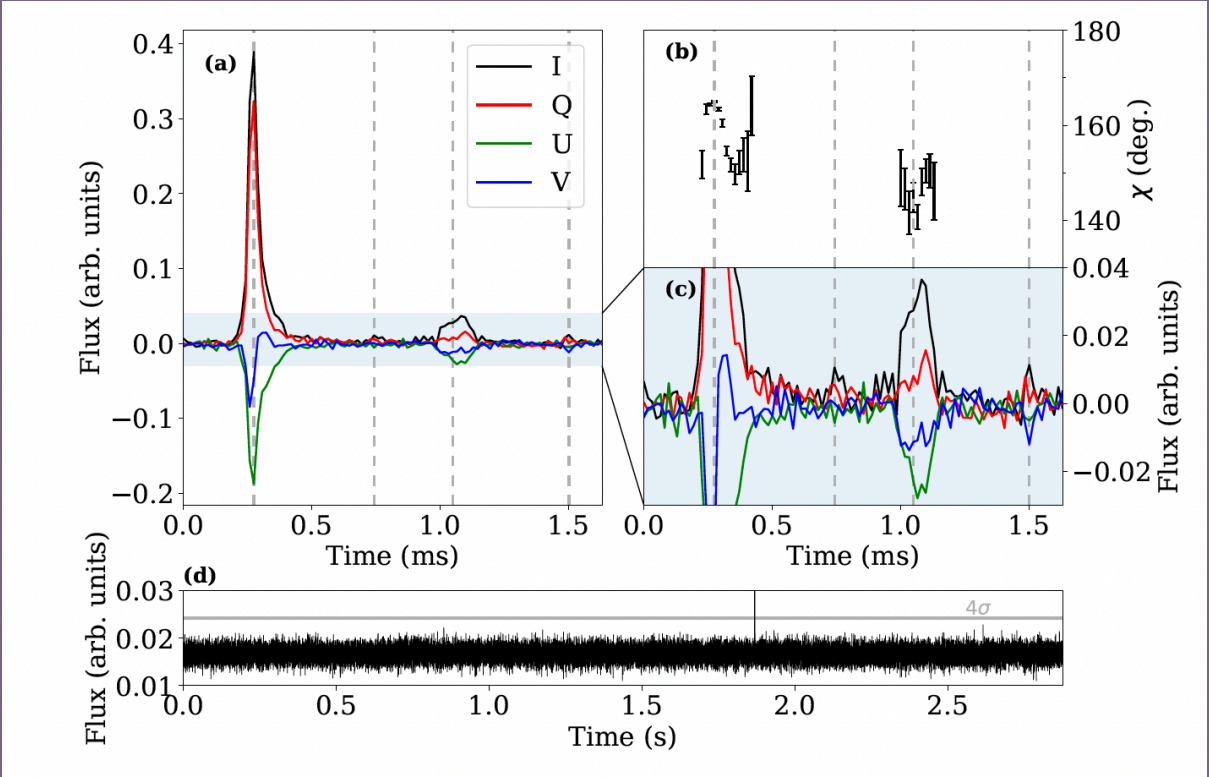 (a)
I
Q
U
V
0.4
0.3
0.2
0.1
0.0
−0.1
−0.2
Flux (arb. units)
0.0 0.5 1.0 1.5
Time (ms)
(b)
180
160
140
χ (deg.)
(c)
0.04
0.02
0.00
−0.02
Flux (arb. units)
0.0 0.5 1.0 1.5
Time (ms)
(d)
0.03
0.02
0.01
Flux (arb. units)
4σ
0.0 0.5 1.0 1.5 2.0 2.5
Time (s)